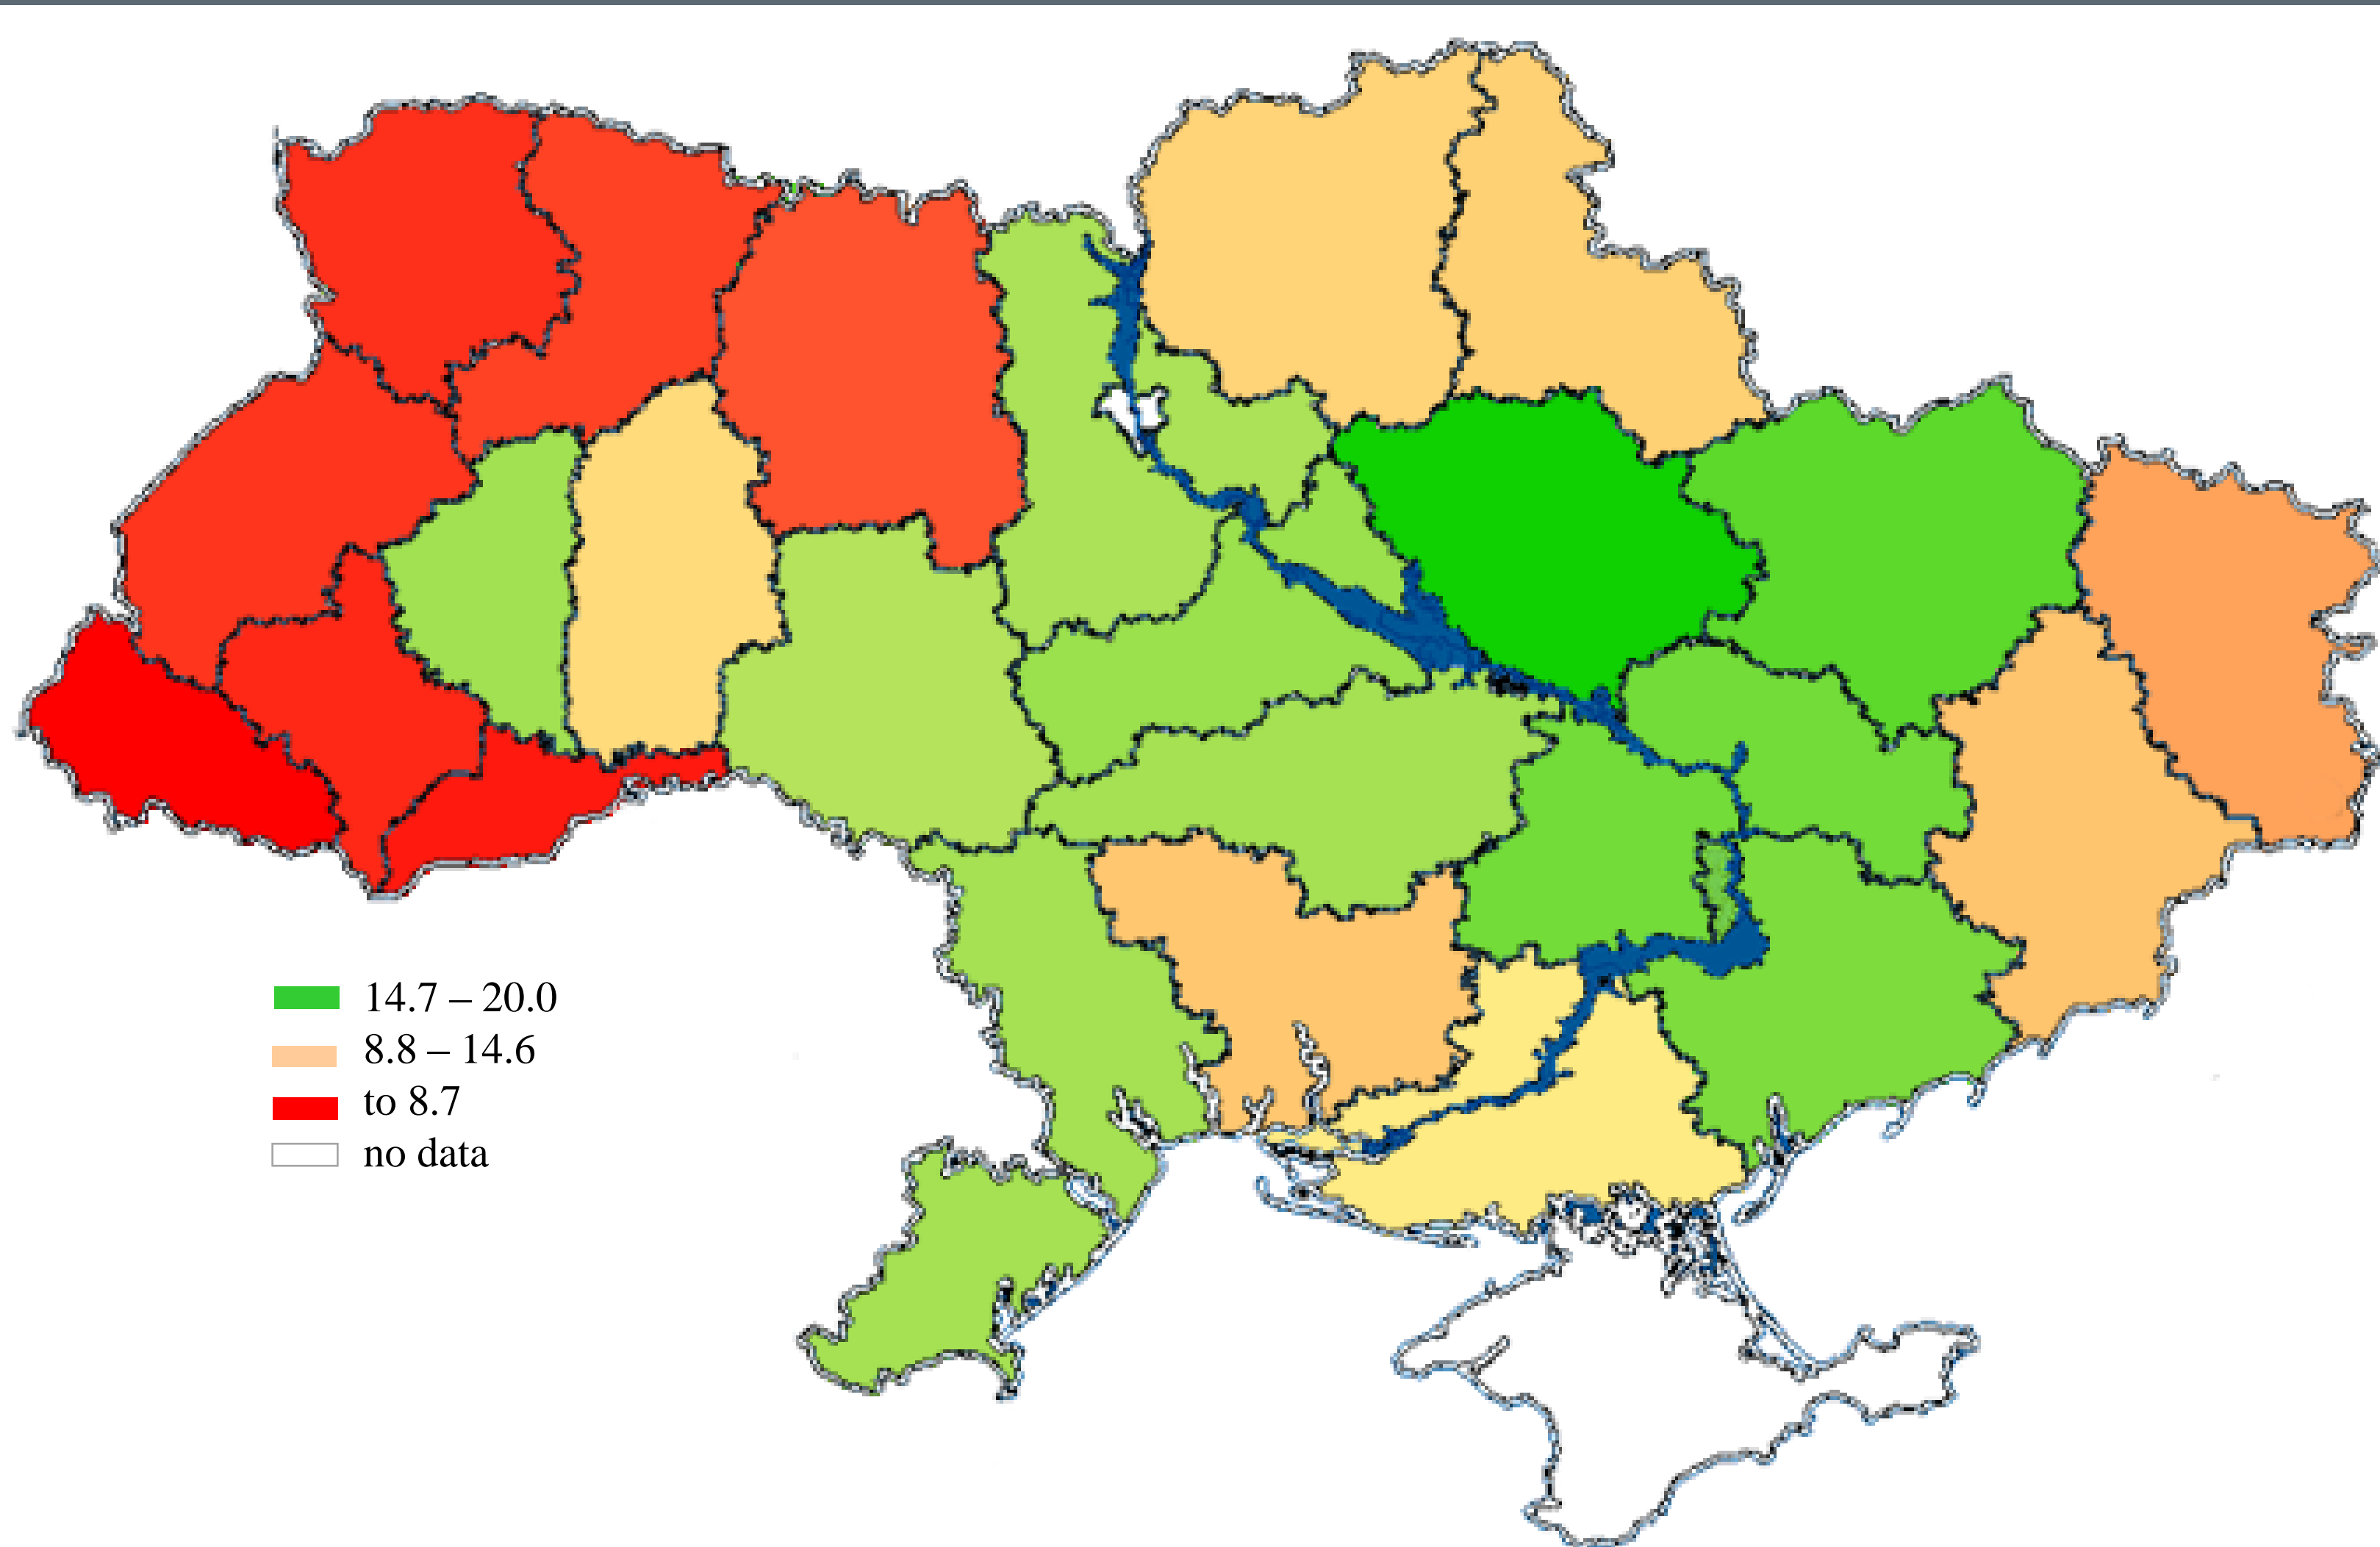 14.7 – 20.0
8.8 – 14.6
to 8.7
no data